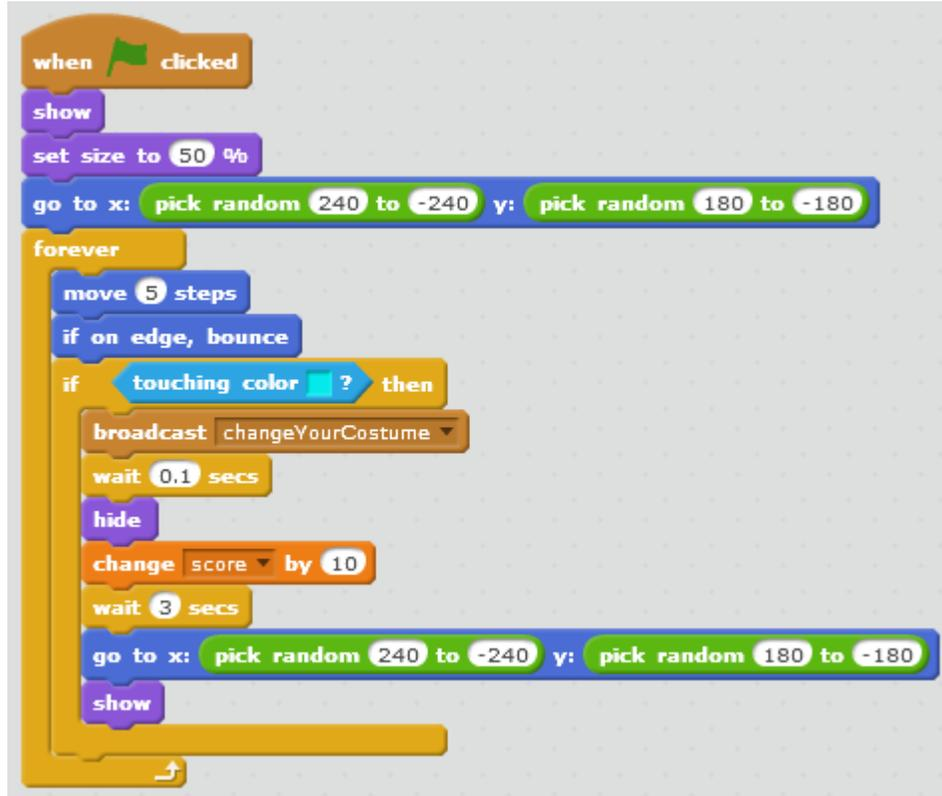 when clicked
show
set size to 50 %
go to x: pick random 240 to -240 y: pick random 180 to -180
forever
move 5 steps
if on edge, bounce
if touching color ? then
broadcast changeYourCostume
wait 0.1 secs
hide
change score by 10
wait 3 secs
go to x: pick random 240 to -240 y: pick random 180 to -180
show